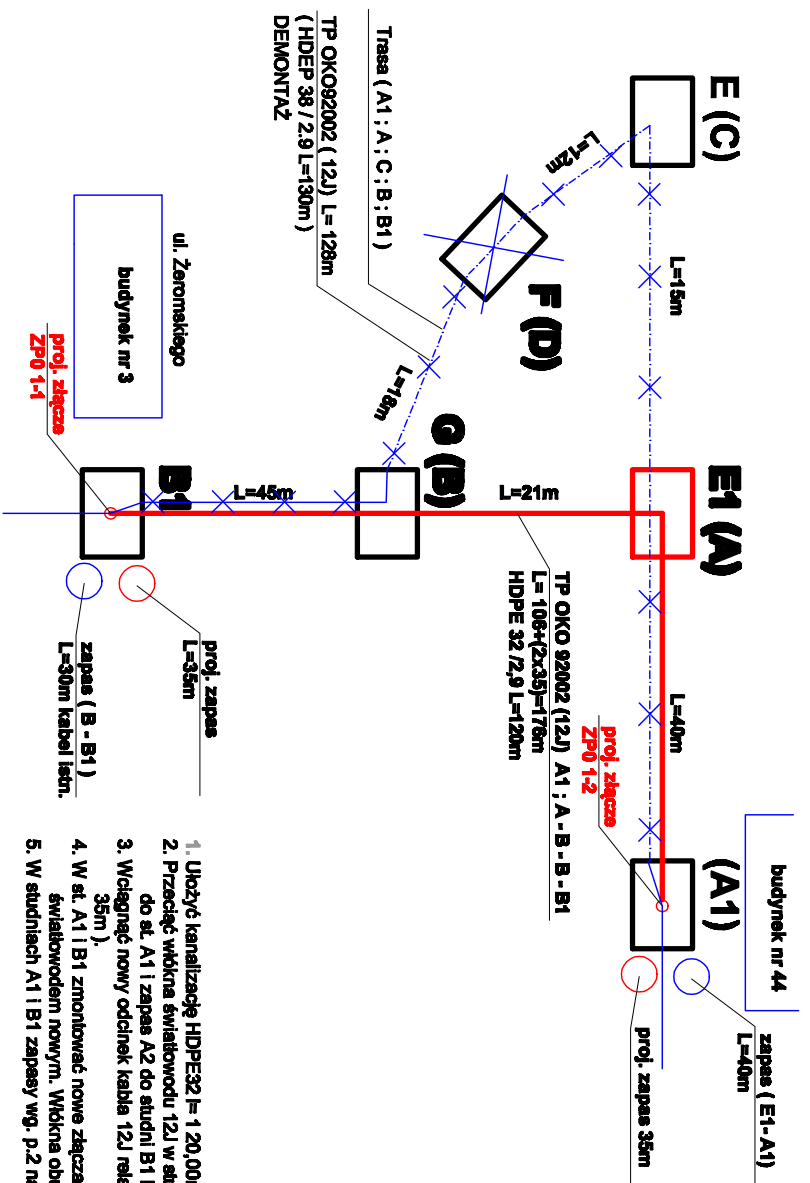 E (C)
L=12m
L=15m
F (D)
Trasa ( A1 ; A ; C ; B ; B1 )
TP OKO92002 ( 12J) L= 128m
( HDEP 38 / 2.9 L=130m )
DEMONTAŻ
L=18m
G (B)
E1 (A)
L=21m
L=45m
B1
ul. Żeromskiego
budynek nr 3
proj. złącze
ZP0 1-1
TP OKO 92002 (12J) A1 ; A - B - B - B1
L= 106+(2x35)=176m
HDPE 32 /2,9 L=120m
L=40m
proj. złącze
ZP0 1-2
(A1)
budynek nr 44
zapas ( E1- A1)
L=40m
proj. zapas 35m
proj. zapas
L=35m
zapas ( B - B1 )
L=30m kabel istn.
1. Ułożyć kanalizację HDPE32 l= 1 20,00
2. Przeciąć włókna światłowodu 12J w
do st. A1 i zapas A2 do studni B1
3. Wciągnąć nowy odcinek kabla 12J
35m ).
4. W st. A1 i B1 zmontować nowe złącza
światłowodem nowym. Włókna
5. W studniach A1 i B1 zapasy wg. p.2